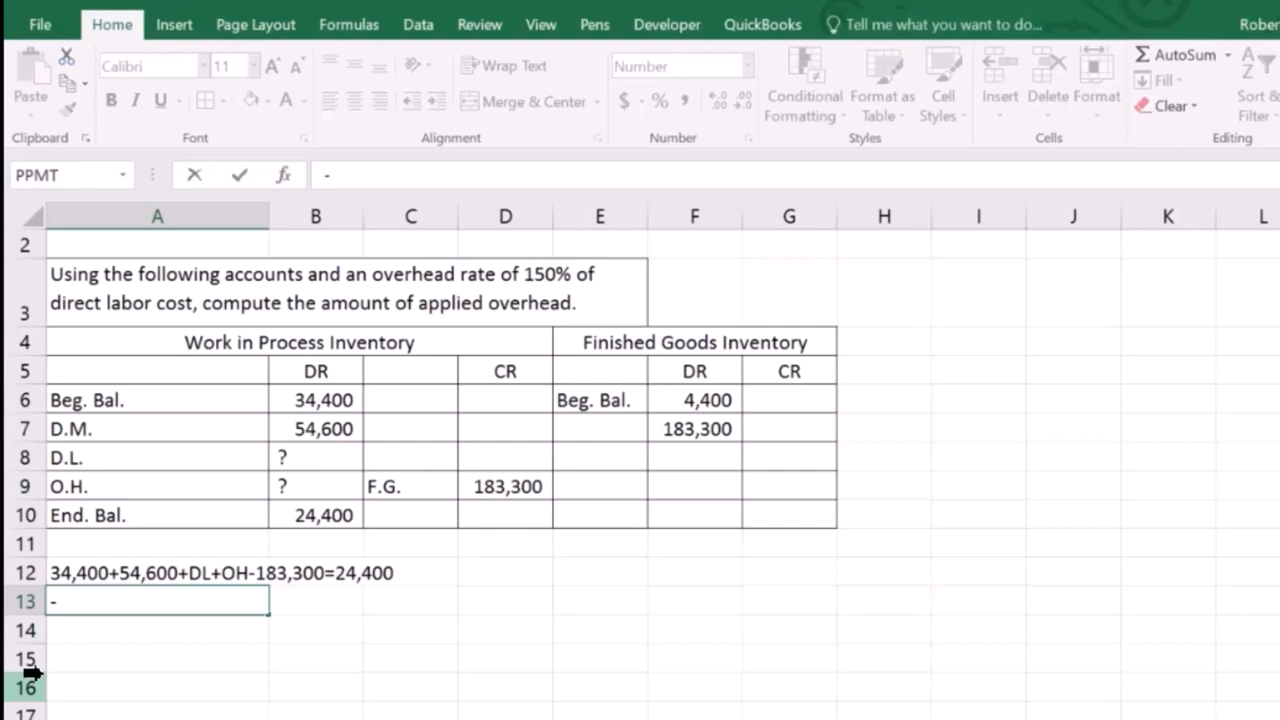 File Home Insert Page Layout Formulas Data Review View Pens Developer QuickBooks Tell me what you want to do... Rober
Calibri 11 A A Wrap Text Number AutoSum
Paste B I U A Merge & Center $ % Conditional Formatting Format as Table Cell Styles Insert Delete Format Fill Clear Sort & Filter
Clipboard Font Alignment Number Styles Cells Editing
PPMT fx -
A B C D E F G H I J K L
2
3 Using the following accounts and an overhead rate of 150% of
direct labor cost, compute the amount of applied overhead.
4 Work in Process Inventory Finished Goods Inventory
5 DR CR DR CR
6 Beg. Bal. 34,400 Beg. Bal. 4,400
7 D.M. 54,600 183,300
8 D.L. ?
9 O.H. ? F.G. 183,300
10 End. Bal. 24,400
11
12 34,400+54,600+DL+OH-183,300=24,400
13 -
14
15
16
17